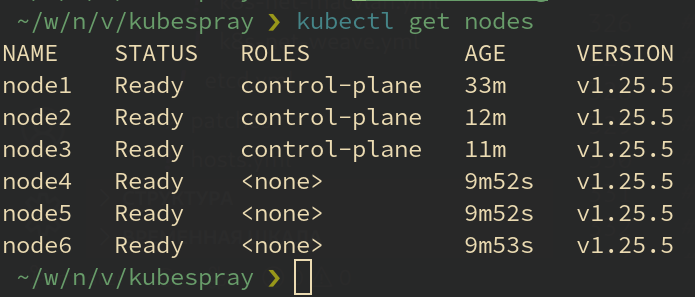 ~/w/n/v/kubespray ❯ kubectl get nodes
NAME STATUS ROLES AGE VERSION
node1 Ready control-plane 33m v1.25.5
node2 Ready control-plane 12m v1.25.5
node3 Ready control-plane 11m v1.25.5
node4 Ready <none> 9m52s v1.25.5
node5 Ready <none> 9m52s v1.25.5
node6 Ready <none> 9m53s v1.25.5
~/w/n/v/kubespray ❯